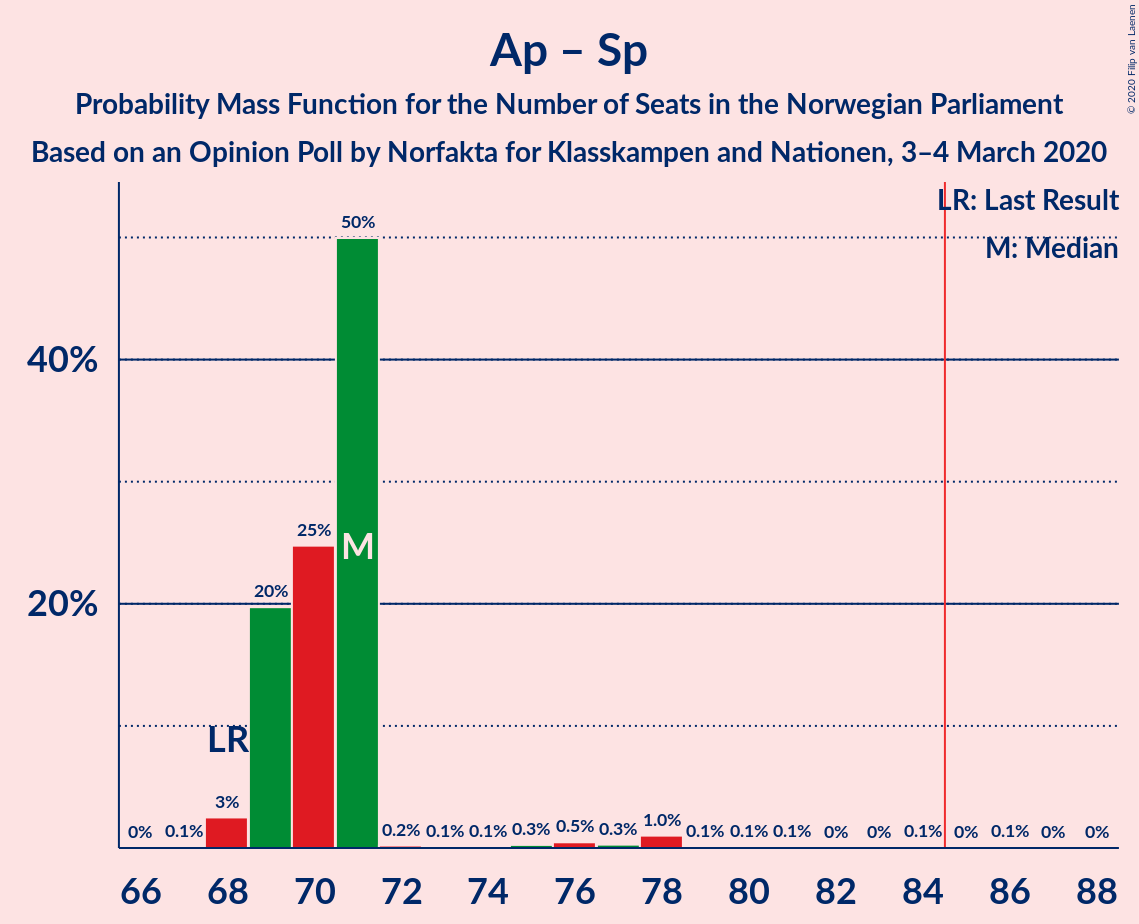 Ap – Sp
Probability Mass Function for the Number of Seats in the Norwegian Parliament
Based on an Opinion Poll by Norfakta for Klasskampen and Nationen, 3–4 March 2020
© 2020 Filip van Laenen
LR: Last Result
M: Median
50%
40%
25%
M
20%
20%
LR
3%
0% 0.1% 0.2% 0.1% 0.1% 0.3% 0.5% 0.3% 1.0% 0.1% 0.1% 0.1% 0% 0% 0.1% 0% 0.1% 0% 0%
66 68 70 72 74 76 78 80 82 84 86 88